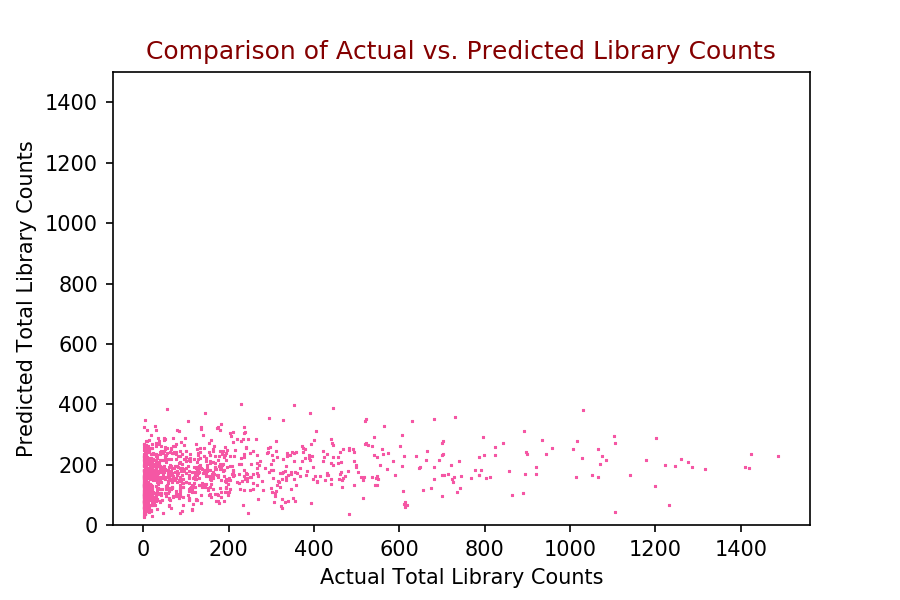 Comparison of Actual vs. Predicted Library Counts
Predicted Total Library Counts
1400
1200
1000
800
600
400
200
0
0 200 400 600 800 1000 1200 1400
Actual Total Library Counts